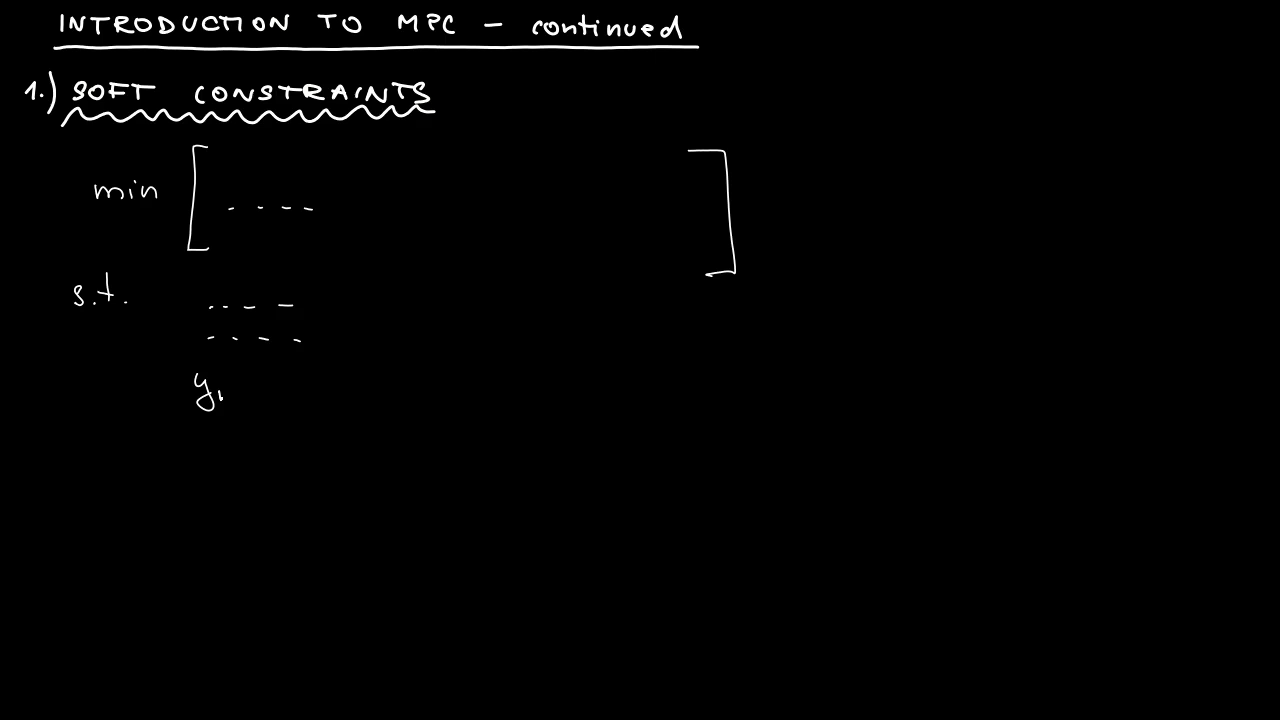 INTRODUCTION TO MPC - continued
1.) SOFT CONSTRAINTS
min [ .... ]
s.t. ....
....
y